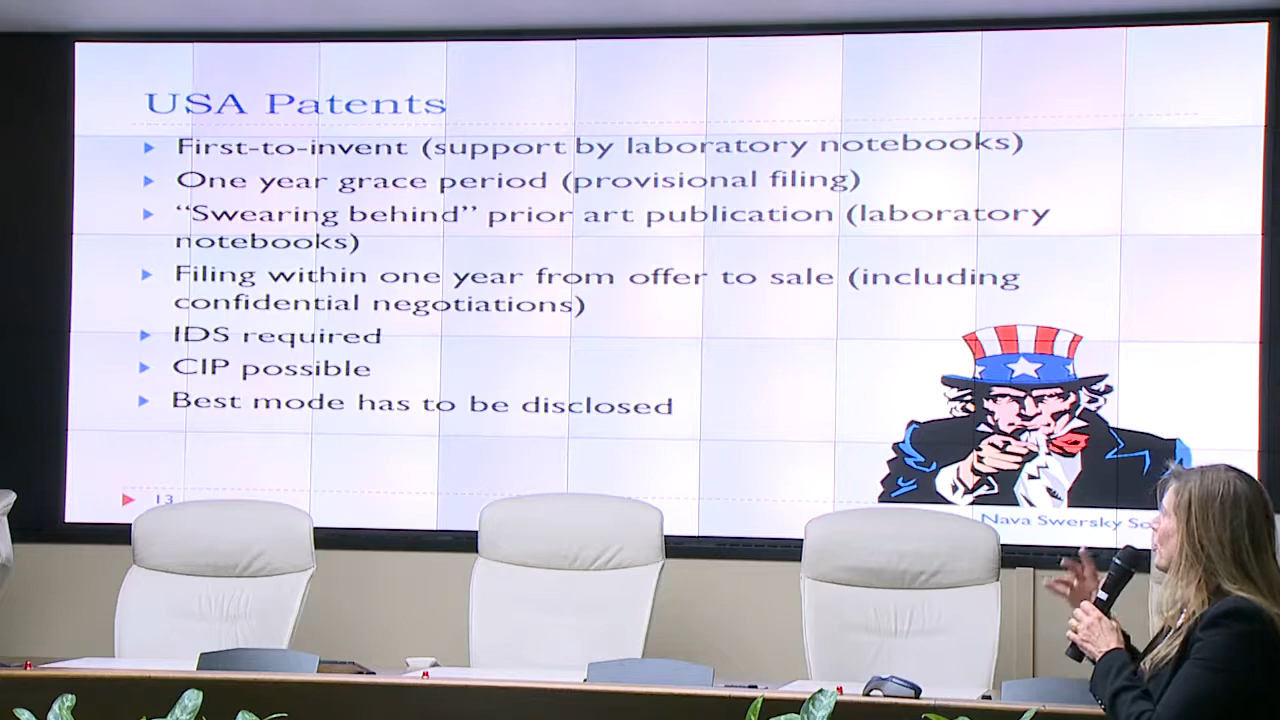 USA Patents
First-to-invent (support by laboratory notebooks)
One year grace period (provisional filing)
“Swearing behind” prior art publication (laboratory
notebooks)
Filing within one year from offer to sale (including
confidential negotiations)
IDS required
CIP possible
Best mode has to be disclosed
13
Nava Swersky